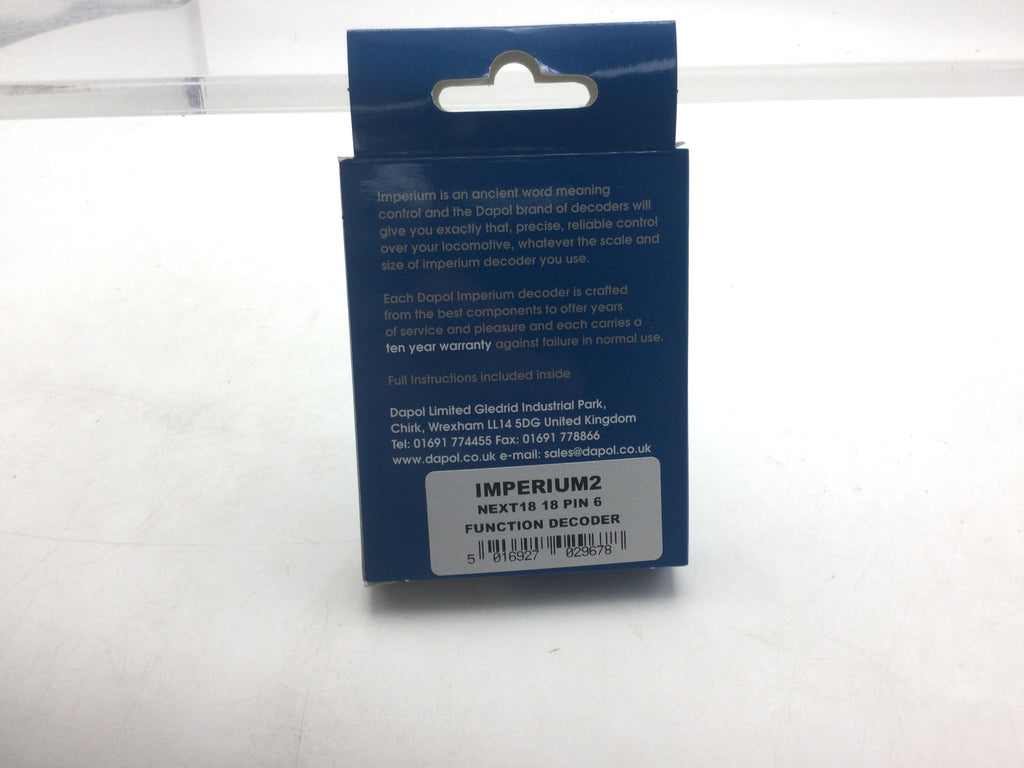 Imperium is an ancient word meaning
control and the Dapol brand of decoders will
give you exactly that, precise, reliable control
over your locomotive, whatever the scale and
size of imperium decoder you use.
Each Dapol Imperium decoder is crafted
from the best components to offer years
of service and pleasure and each carries a
ten year warranty against failure in normal use.
Full Instructions included inside
Dapol Limited Gledrid Industrial Park,
Chirk, Wrexham LL14 5DG United Kingdom
Tel: 01691 774455 Fax: 01691 778866
www.dapol.co.uk e-mail: sales@dapol.co.uk
IMPERIUM2
NEXT18 18 PIN 6
FUNCTION DECODER
5 016927 029678